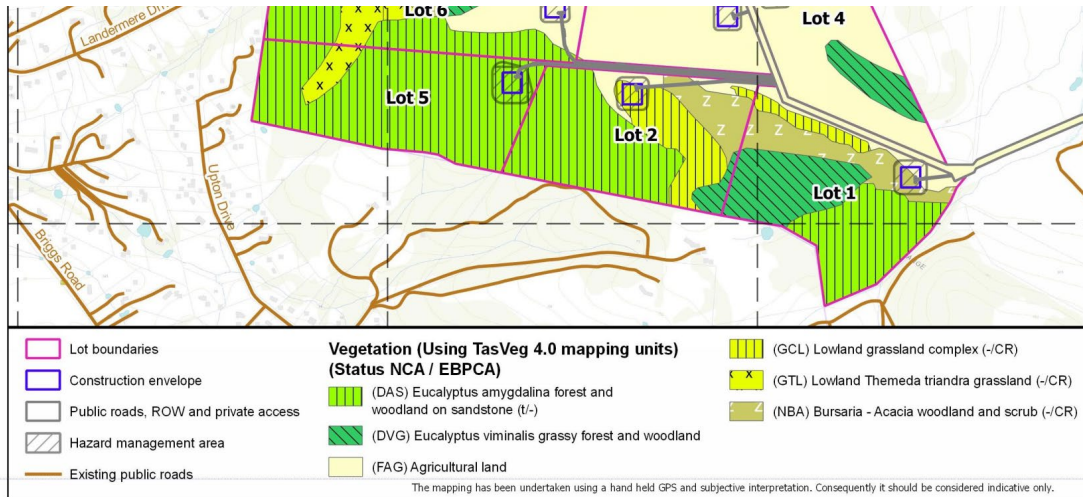 Landermere Drive
Lot 6
Lot 4
Lot 5
Lot 2
Lot 1
Upton Drive
Briggs Road
Lot boundaries
Construction envelope
Public roads, ROW and private access
Hazard management area
Existing public roads
Vegetation (Using TasVeg 4.0 mapping units)
(Status NCA / EBPCA)
(DAS) Eucalyptus amygdalina forest and
woodland on sandstone (t/-)
(DVG) Eucalyptus viminalis grassy forest and woodland
(FAG) Agricultural land
(GCL) Lowland grassland complex (-/CR)
(GTL) Lowland Themeda triandra grassland (-/CR)
(NBA) Bursaria - Acacia woodland and scrub (-/CR)
The mapping has been undertaken using a hand held GPS and subjective interpretation. Consequently it should be considered indicative only.